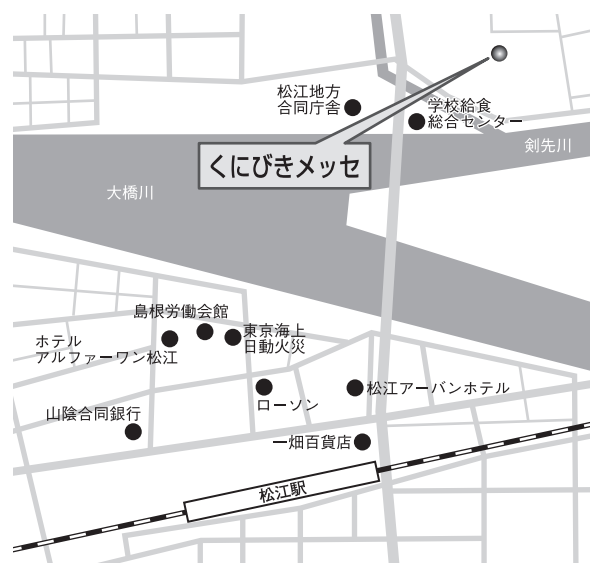 松江地方
合同庁舎
学校給食
総合センター
剣先川
くにびきメッセ
大橋川
島根労働会館
東京海上
日動火災
ホテル
アルファーワン松江
ローソン
松江アーバンホテル
山陰合同銀行
一畑百貨店
松江駅